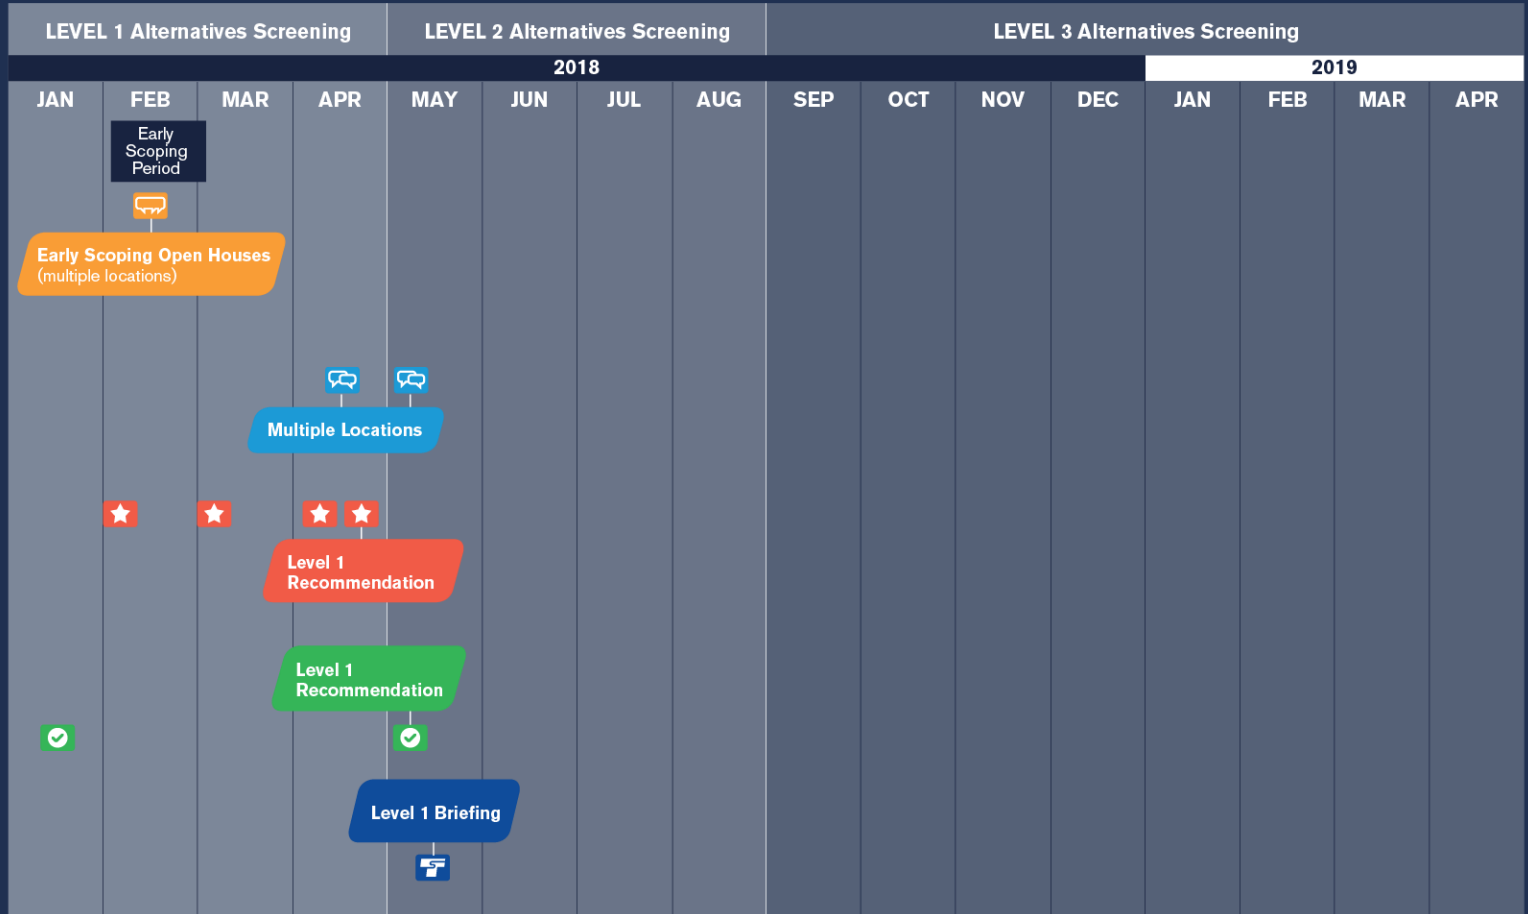 LEVEL 1 Alternatives Screening
LEVEL 2 Alternatives Screening
LEVEL 3 Alternatives Screening
2018
2019
JAN
FEB
MAR
APR
MAY
JUN
JUL
AUG
SEP
OCT
NOV
DEC
JAN
FEB
MAR
APR
Early
Scoping
Period
Early Scoping Open Houses
(multiple locations)
Multiple Locations
Level 1
Recommendation
Level 1
Recommendation
Level 1 Briefing